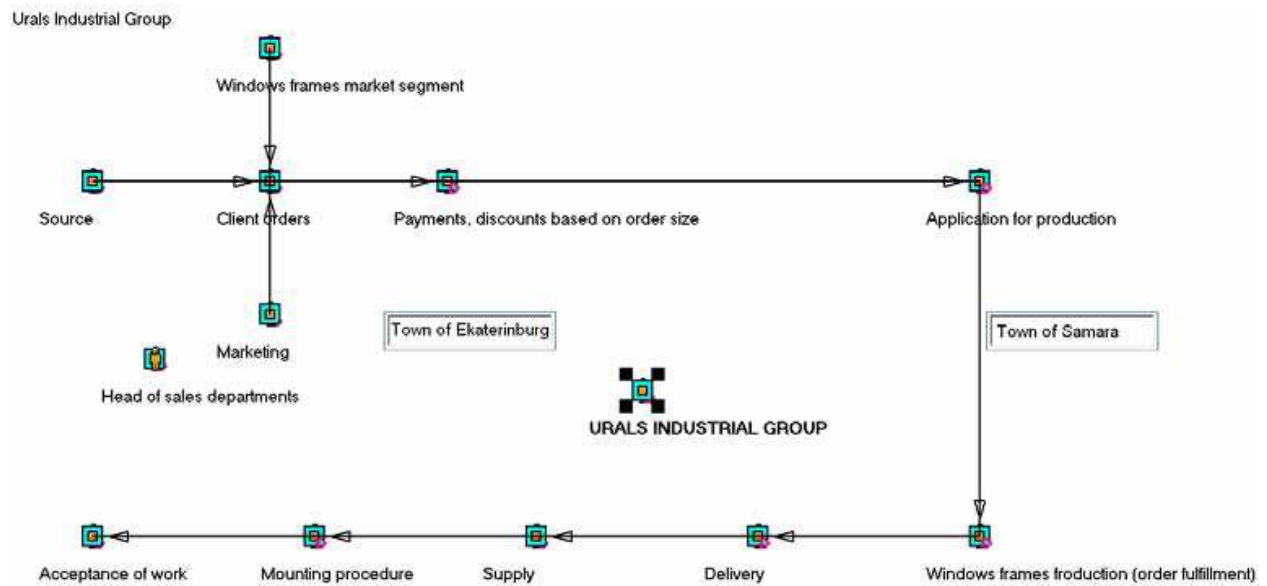 Urals Industrial Group
Windows frames market segment
Source
Client orders
Payments, discounts based on order size
Application for production
Town of Ekaterinburg
Town of Samara
Marketing
Head of sales departments
URALS INDUSTRIAL GROUP
Acceptance of work
Mounting procedure
Supply
Delivery
Windows frames froduction (order fulfillment)